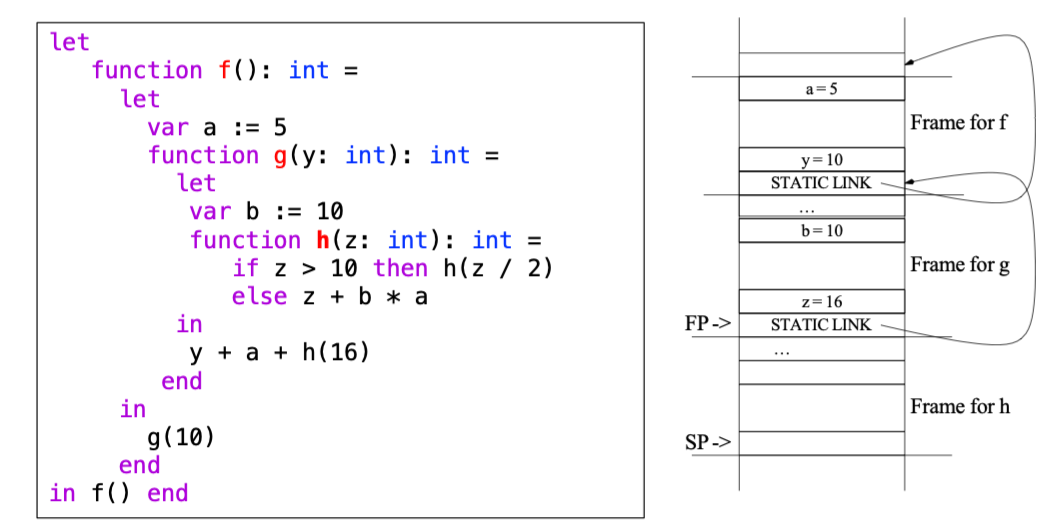 let
function f(): int =
let
var a := 5
function g(y: int): int =
let
var b := 10
function h(z: int): int =
if z > 10 then h(z / 2)
else z + b * a
in
y + a + h(16)
end
in
g(10)
end
in f() end
a = 5
Frame for f
y = 10
STATIC LINK
...
b = 10
Frame for g
z = 16
FP -> STATIC LINK
...
Frame for h
SP ->